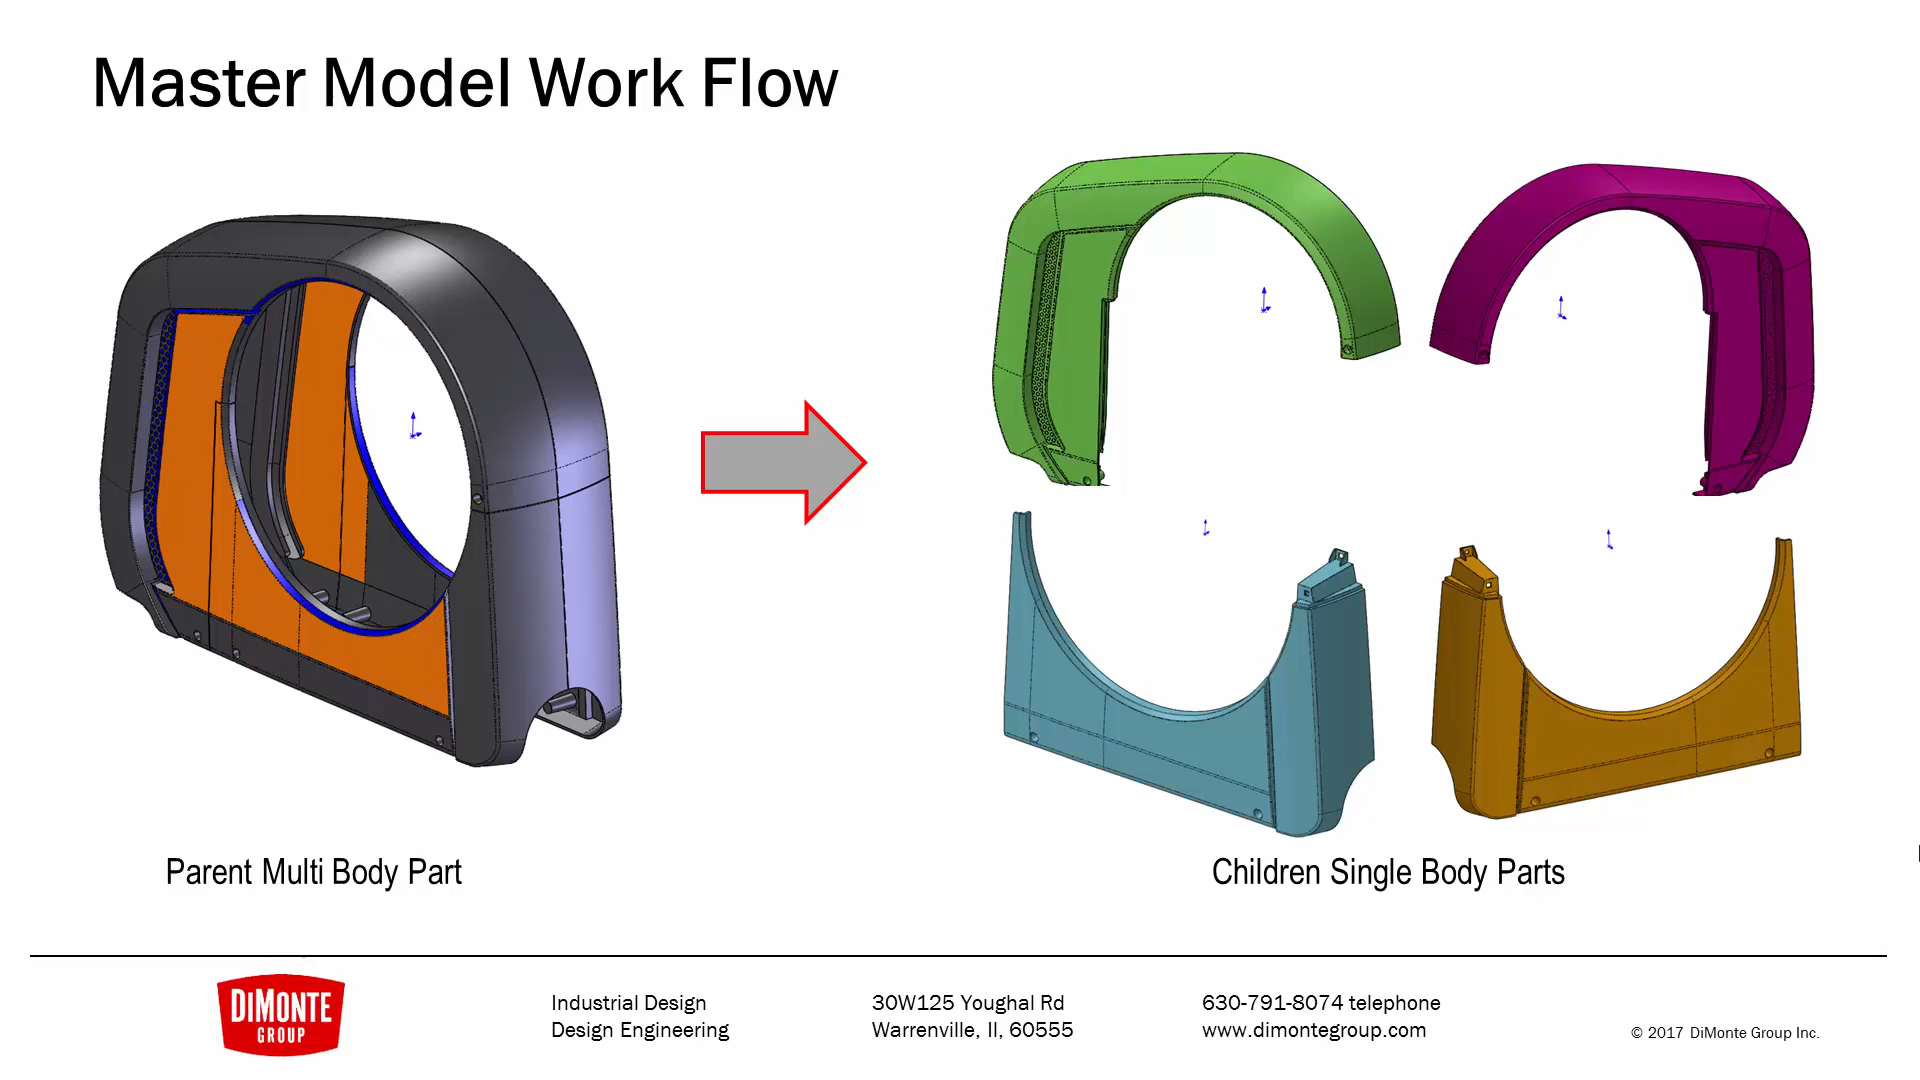 Master Model Work Flow
Parent Multi Body Part
Children Single Body Parts
DIMONTE
GROUP
Industrial Design
Design Engineering
30W125 Youghal Rd
Warrenville, Il, 60555
630-791-8074 telephone
www.dimontegroup.com
© 2017 DiMonte Group Inc.